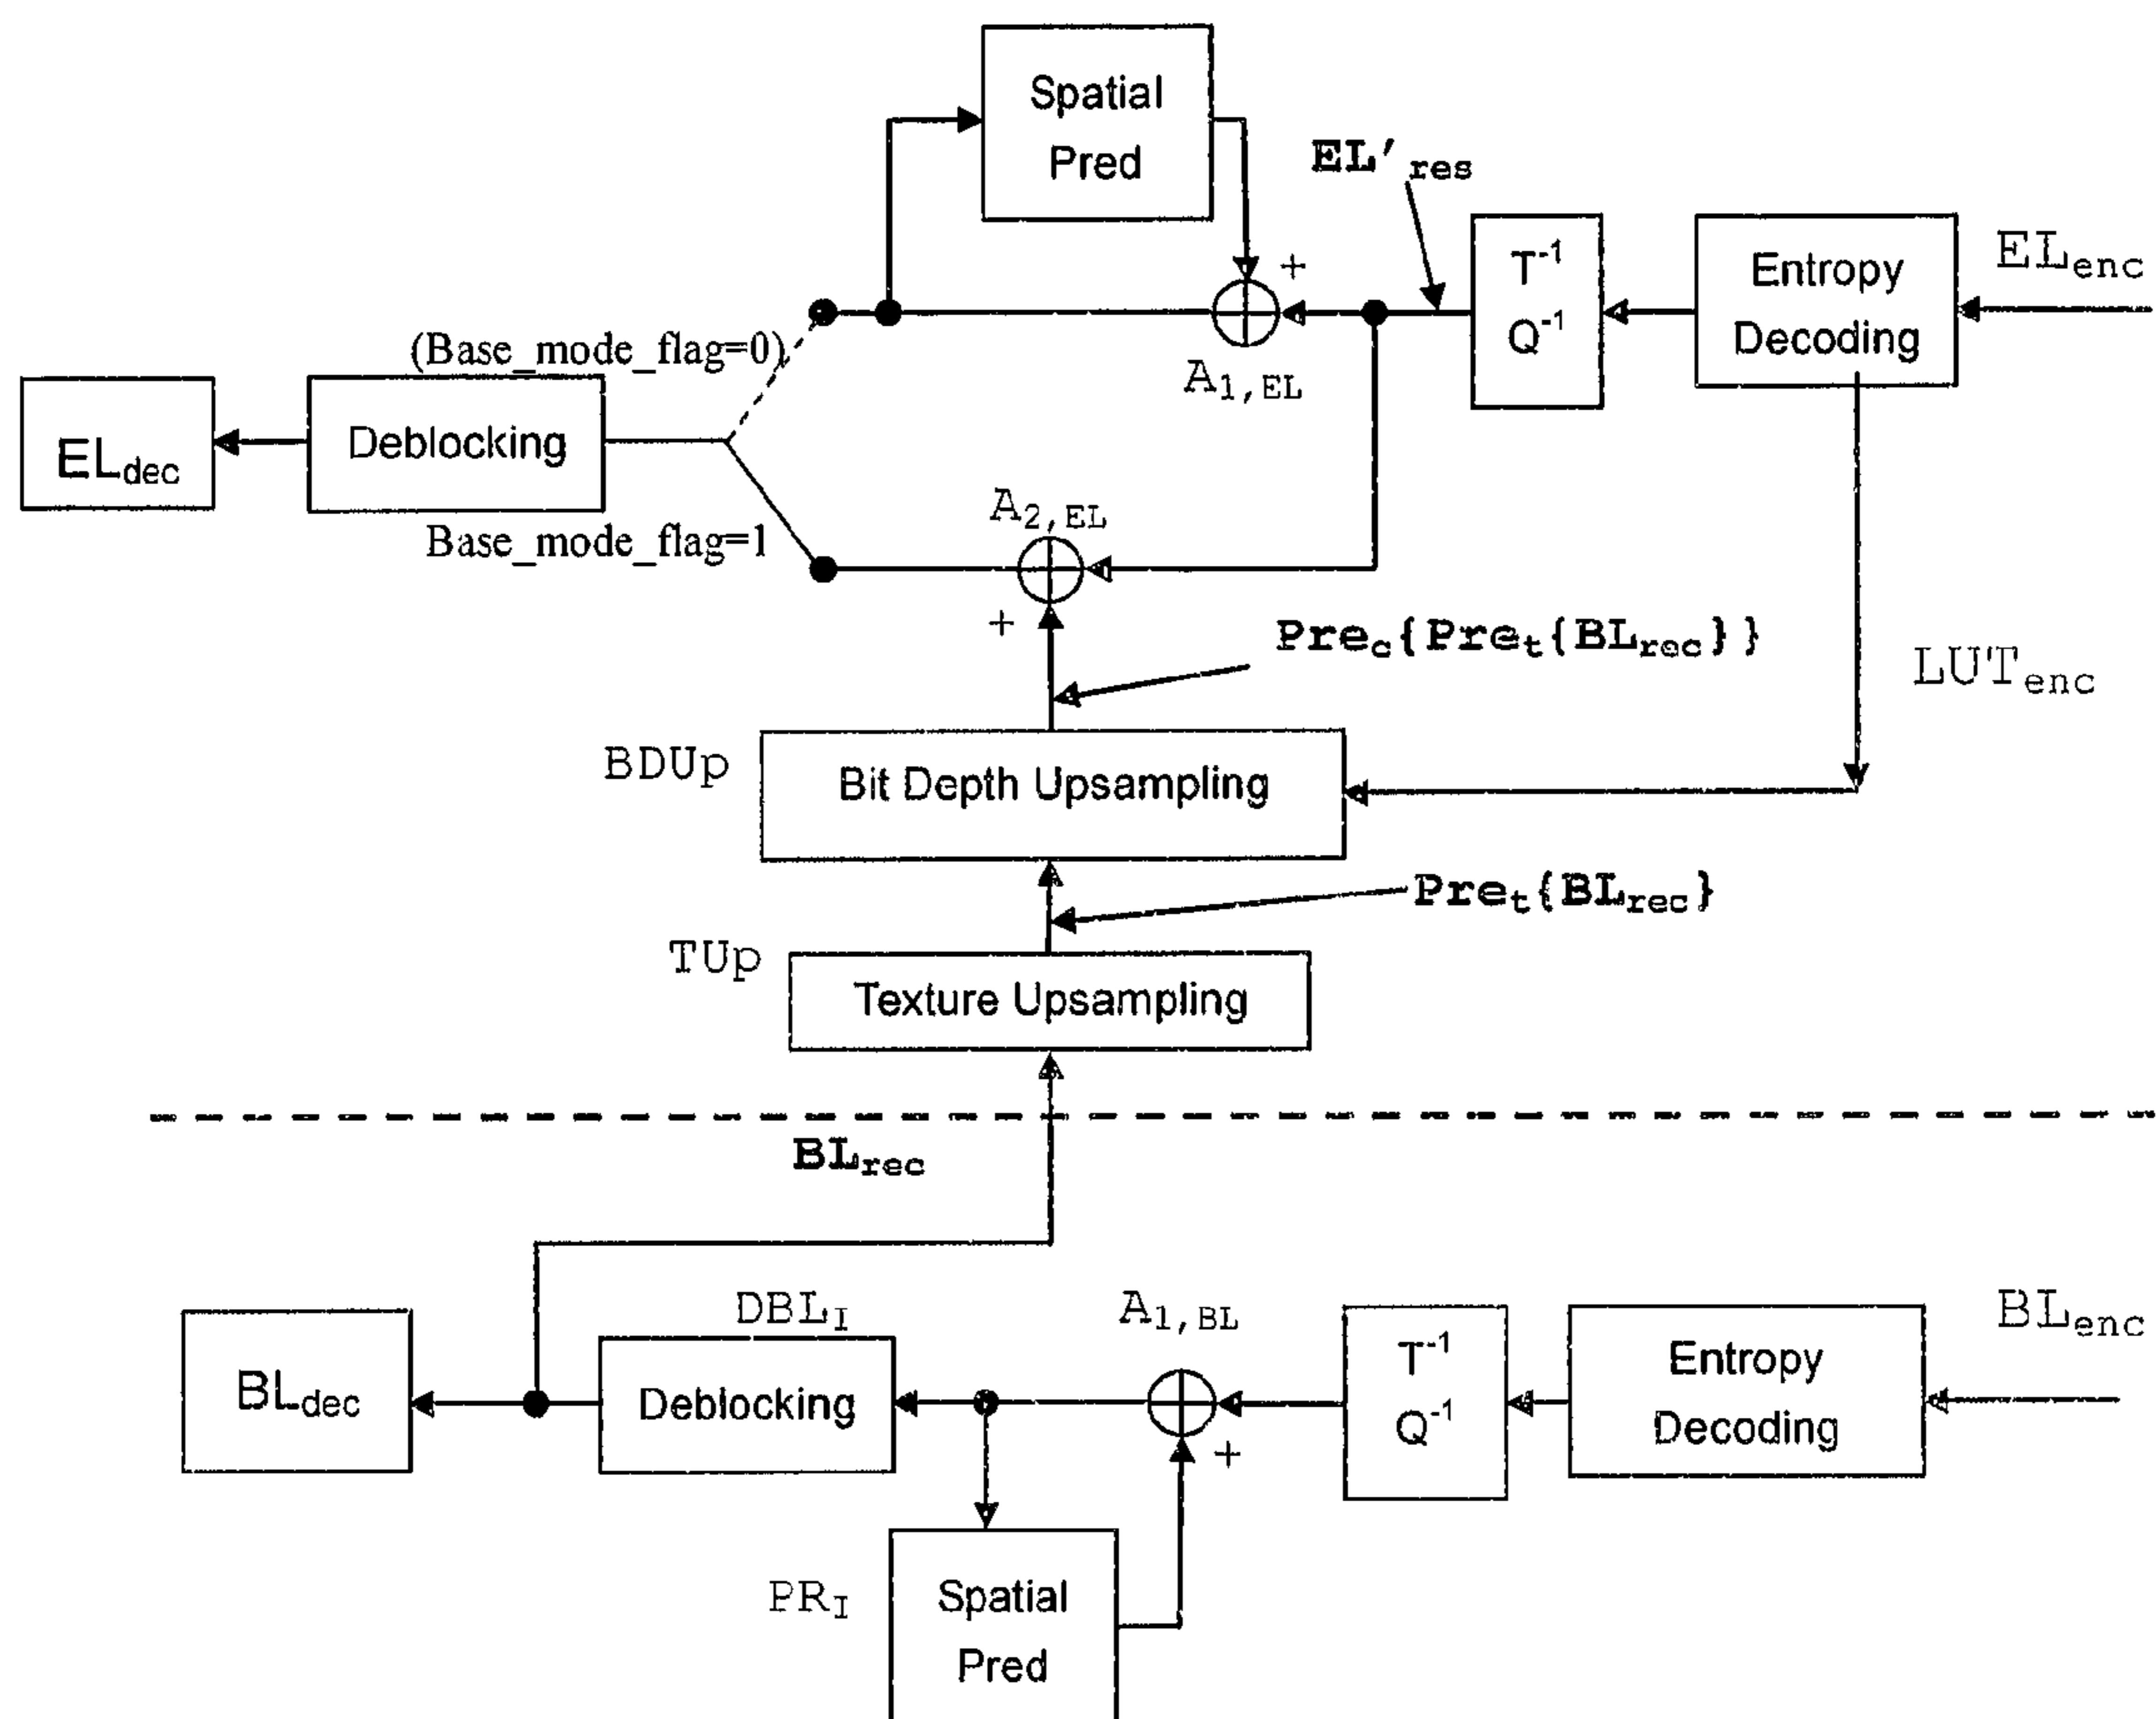 Spatial
Pred
EL'res
T-1
Q-1
Entropy
Decoding
ELenc
+
A1,EL
(Base_mode_flag=0)
ELdec
Deblocking
Base_mode_flag=1
A2,EL
+
Prec{Pret{BLrec}}
LUTenc
BDUp
Bit Depth Upsampling
Pret{BLrec}
TUp
Texture Upsampling
BLrec
DBLI
A1,BL
BLenc
BLdec
Deblocking
T-1
Q-1
Entropy
Decoding
+
PRI
Spatial
Pred